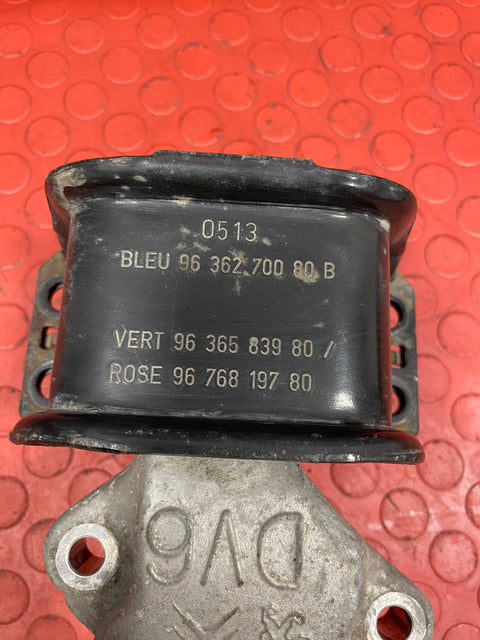 0513
BLEU 96 362 700 80 B
VERT 96 365 839 80 /
ROSE 96 768 197 80
DV6